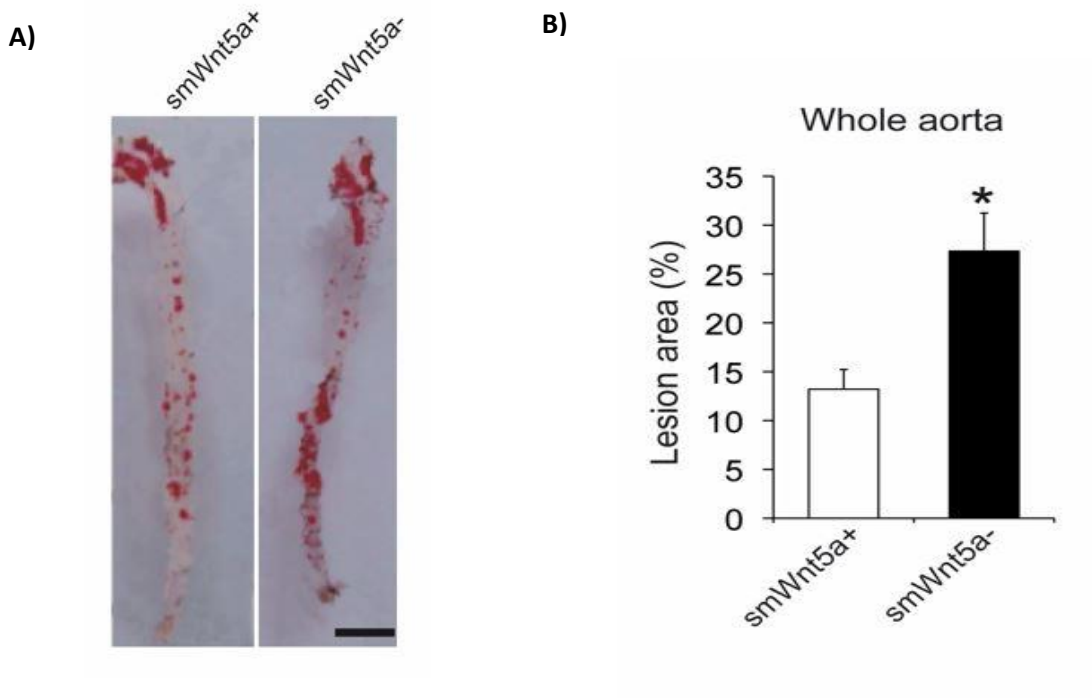 A)
smWnt5a+
smWnt5a-
B)
Whole aorta
Lesion area (%)
35
30
25
20
15
10
5
0
*
smWnt5a+
smWnt5a-